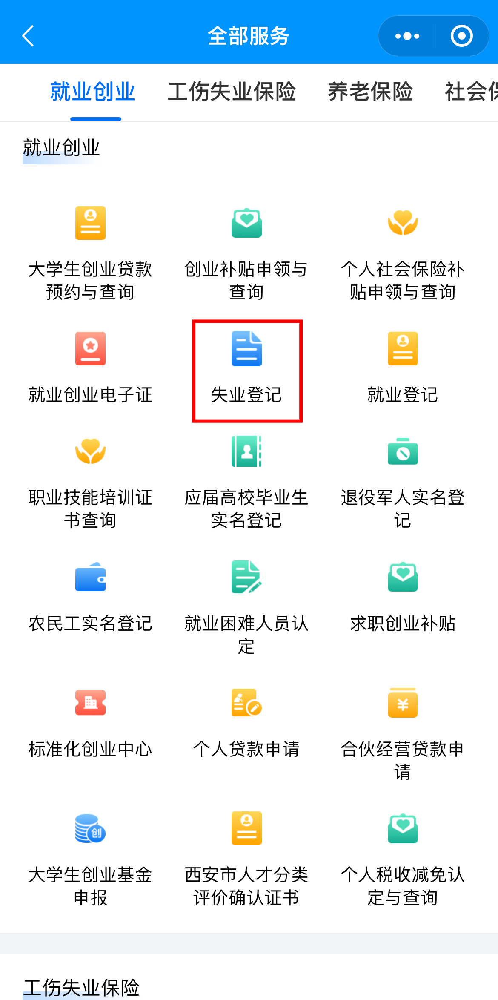 全部服务
就业创业 工伤失业保险 养老保险 社会保
就业创业
大学生创业贷款
预约与查询
创业补贴申领与
查询
个人社会保险补
贴申领与查询
就业创业电子证
失业登记
就业登记
职业技能培训证
书查询
应届高校毕业生
实名登记
退役军人实名登
记
农民工实名登记
就业困难人员认
定
求职创业补贴
标准化创业中心
个人贷款申请
合伙经营贷款申
请
创
大学生创业基金
申报
西安市人才分类
评价确认证书
个人税收减免认
定与查询
工伤失业保险